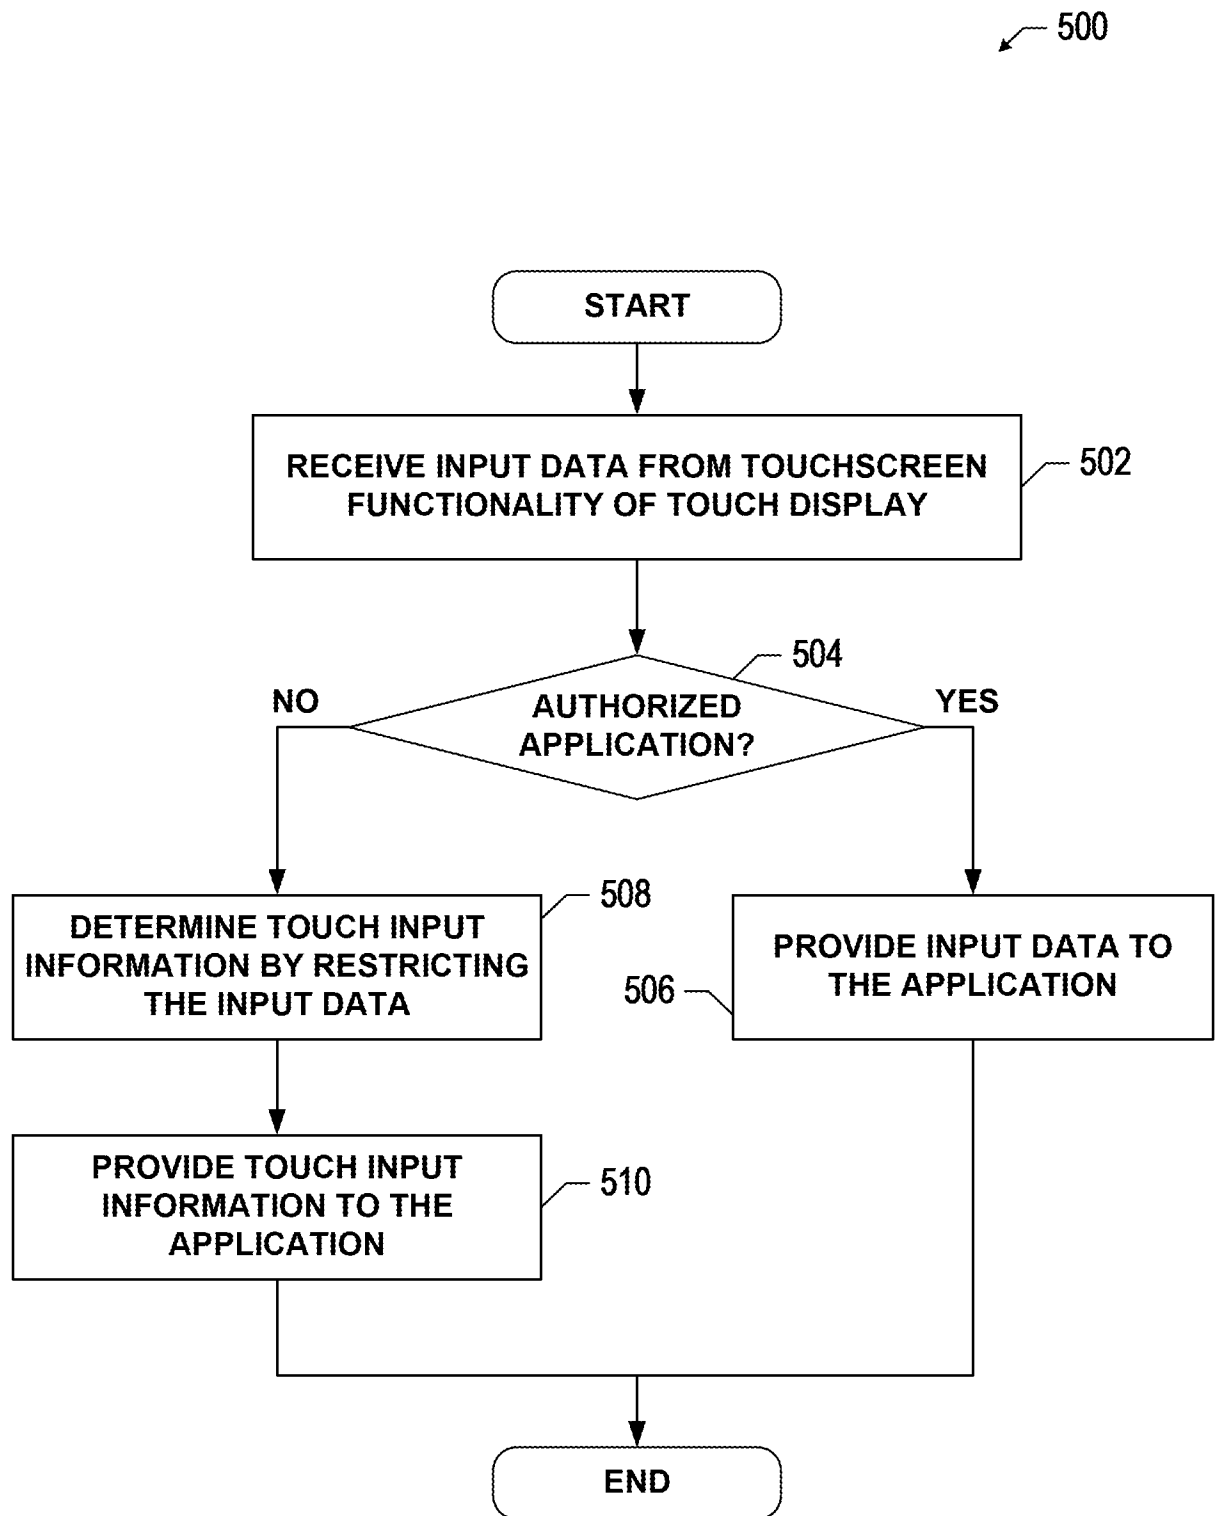 500
START
RECEIVE INPUT DATA FROM TOUCHSCREEN
FUNCTIONALITY OF TOUCH DISPLAY
502
504
NO
AUTHORIZED
APPLICATION?
YES
DETERMINE TOUCH INPUT
INFORMATION BY RESTRICTING
THE INPUT DATA
508
506
PROVIDE INPUT DATA TO
THE APPLICATION
PROVIDE TOUCH INPUT
INFORMATION TO THE
APPLICATION
510
END